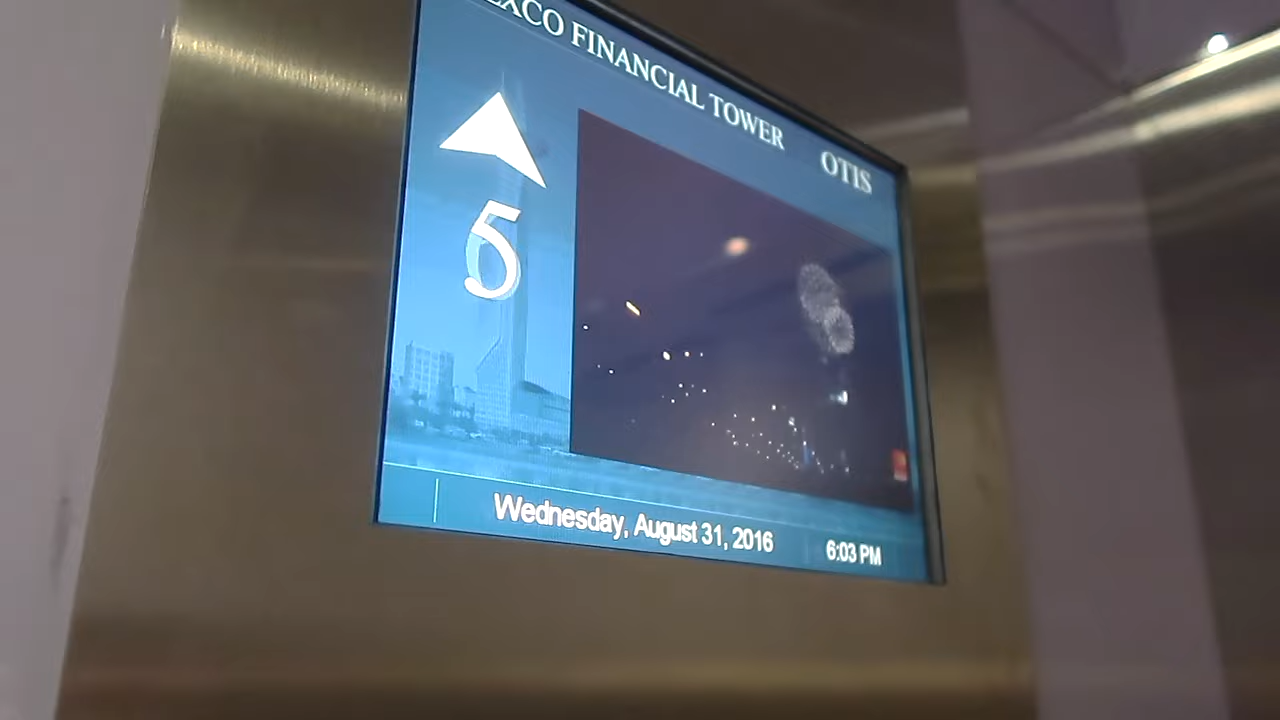 FINANCIAL TOWER
OTIS
5
Wednesday, August 31, 2016
6:03 PM